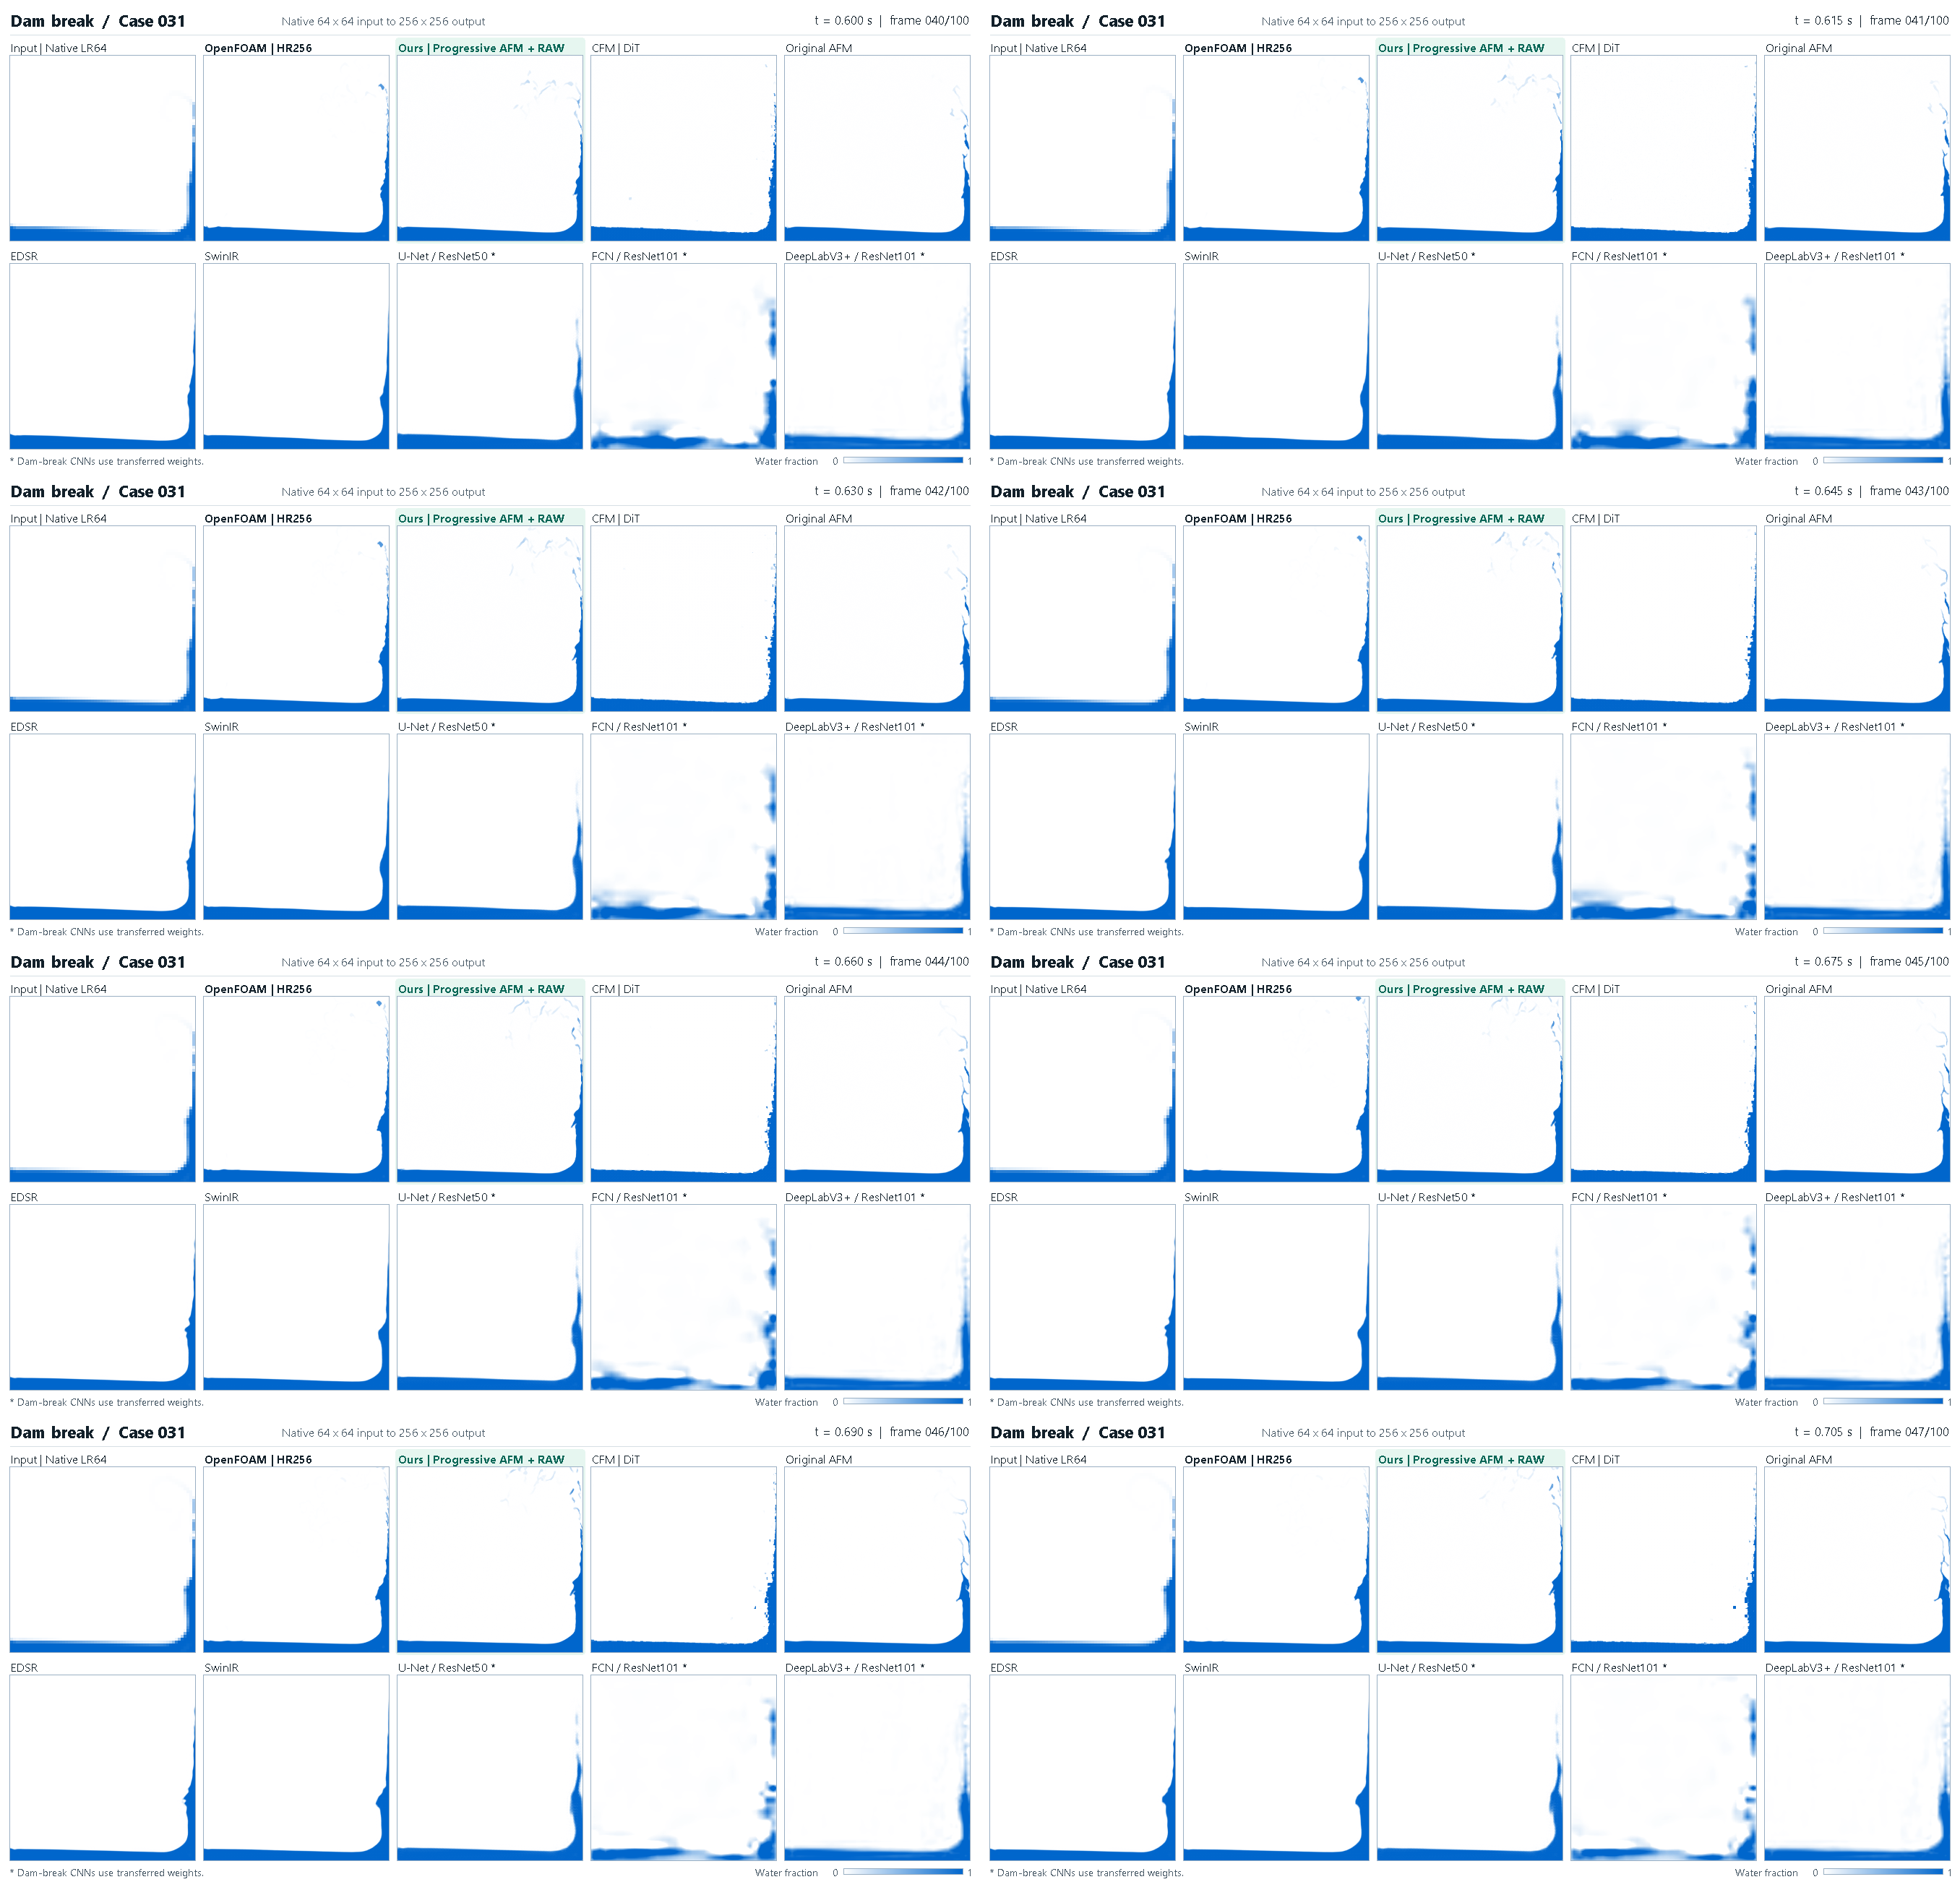 Dam break / Case 031 Native 64 x 64 input to 256 x 256 output t = 0.600 s | frame 040/100
Input | Native LR64 OpenFOAM | HR256 Ours | Progressive AFM + RAW CFM | DiT Original AFM
EDSR SwinIR U-Net / ResNet50 * FCN / ResNet101 * DeepLabV3+ / ResNet101 *
* Dam-break CNNs use transferred weights. Water fraction 0 1
Dam break / Case 031 Native 64 x 64 input to 256 x 256 output t = 0.615 s | frame 041/100
Input | Native LR64 OpenFOAM | HR256 Ours | Progressive AFM + RAW CFM | DiT Original AFM
EDSR SwinIR U-Net / ResNet50 * FCN / ResNet101 * DeepLabV3+ / ResNet101 *
* Dam-break CNNs use transferred weights. Water fraction 0 1
Dam break / Case 031 Native 64 x 64 input to 256 x 256 output t = 0.630 s | frame 042/100
Input | Native LR64 OpenFOAM | HR256 Ours | Progressive AFM + RAW CFM | DiT Original AFM
EDSR SwinIR U-Net / ResNet50 * FCN / ResNet101 * DeepLabV3+ / ResNet101 *
* Dam-break CNNs use transferred weights. Water fraction 0 1
Dam break / Case 031 Native 64 x 64 input to 256 x 256 output t = 0.645 s | frame 043/100
Input | Native LR64 OpenFOAM | HR256 Ours | Progressive AFM + RAW CFM | DiT Original AFM
EDSR SwinIR U-Net / ResNet50 * FCN / ResNet101 * DeepLabV3+ / ResNet101 *
* Dam-break CNNs use transferred weights. Water fraction 0 1
Dam break / Case 031 Native 64 x 64 input to 256 x 256 output t = 0.660 s | frame 044/100
Input | Native LR64 OpenFOAM | HR256 Ours | Progressive AFM + RAW CFM | DiT Original AFM
EDSR SwinIR U-Net / ResNet50 * FCN / ResNet101 * DeepLabV3+ / ResNet101 *
* Dam-break CNNs use transferred weights. Water fraction 0 1
Dam break / Case 031 Native 64 x 64 input to 256 x 256 output t = 0.675 s | frame 045/100
Input | Native LR64 OpenFOAM | HR256 Ours | Progressive AFM + RAW CFM | DiT Original AFM
EDSR SwinIR U-Net / ResNet50 * FCN / ResNet101 * DeepLabV3+ / ResNet101 *
* Dam-break CNNs use transferred weights. Water fraction 0 1
Dam break / Case 031 Native 64 x 64 input to 256 x 256 output t = 0.690 s | frame 046/100
Input | Native LR64 OpenFOAM | HR256 Ours | Progressive AFM + RAW CFM | DiT Original AFM
EDSR SwinIR U-Net / ResNet50 * FCN / ResNet101 * DeepLabV3+ / ResNet101 *
* Dam-break CNNs use transferred weights. Water fraction 0 1
Dam break / Case 031 Native 64 x 64 input to 256 x 256 output t = 0.705 s | frame 047/100
Input | Native LR64 OpenFOAM | HR256 Ours | Progressive AFM + RAW CFM | DiT Original AFM
EDSR SwinIR U-Net / ResNet50 * FCN / ResNet101 * DeepLabV3+ / ResNet101 *
* Dam-break CNNs use transferred weights. Water fraction 0 1